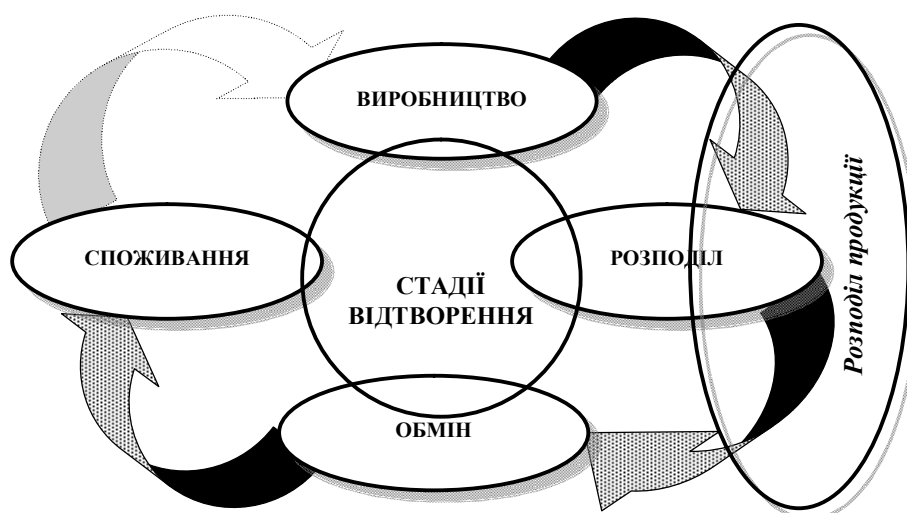 ВИРОБНИЦТВО
СПОЖИВАННЯ
РОЗПОДІЛ
СТАДІЇ
ВІДТВОРЕННЯ
ОБМІН
Розподіл продукції